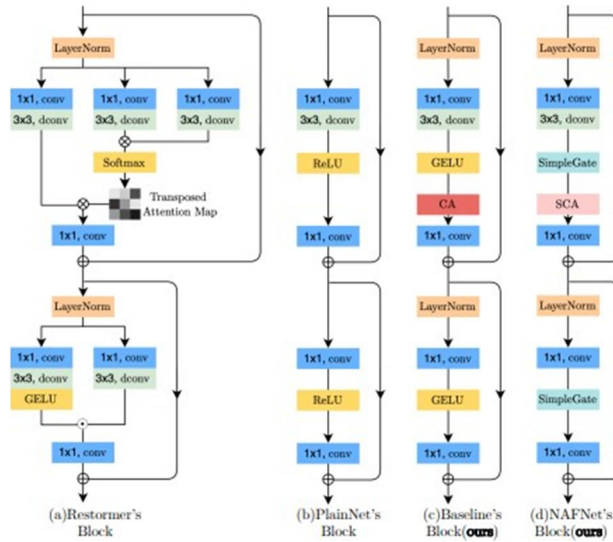 LayerNorm
1x1, conv
3x3, dconv
1x1, conv
3x3, dconv
1x1, conv
3x3, dconv
Softmax
Transposed
Attention Map
1x1, conv
LayerNorm
1x1, conv
3x3, dconv
GELU
1x1, conv
3x3, dconv
1x1, conv
(a)Restormer's
Block
1x1, conv
3x3, dconv
ReLU
1x1, conv
1x1, conv
ReLU
1x1, conv
(b)PlainNet's
Block
LayerNorm
1x1, conv
3x3, dconv
GELU
CA
1x1, conv
LayerNorm
1x1, conv
GELU
1x1, conv
(c)Baseline's
Block(ours)
LayerNorm
1x1, conv
3x3, dconv
SimpleGate
SCA
1x1, conv
LayerNorm
1x1, conv
SimpleGate
1x1, conv
(d)NAFNet's
Block(ours)